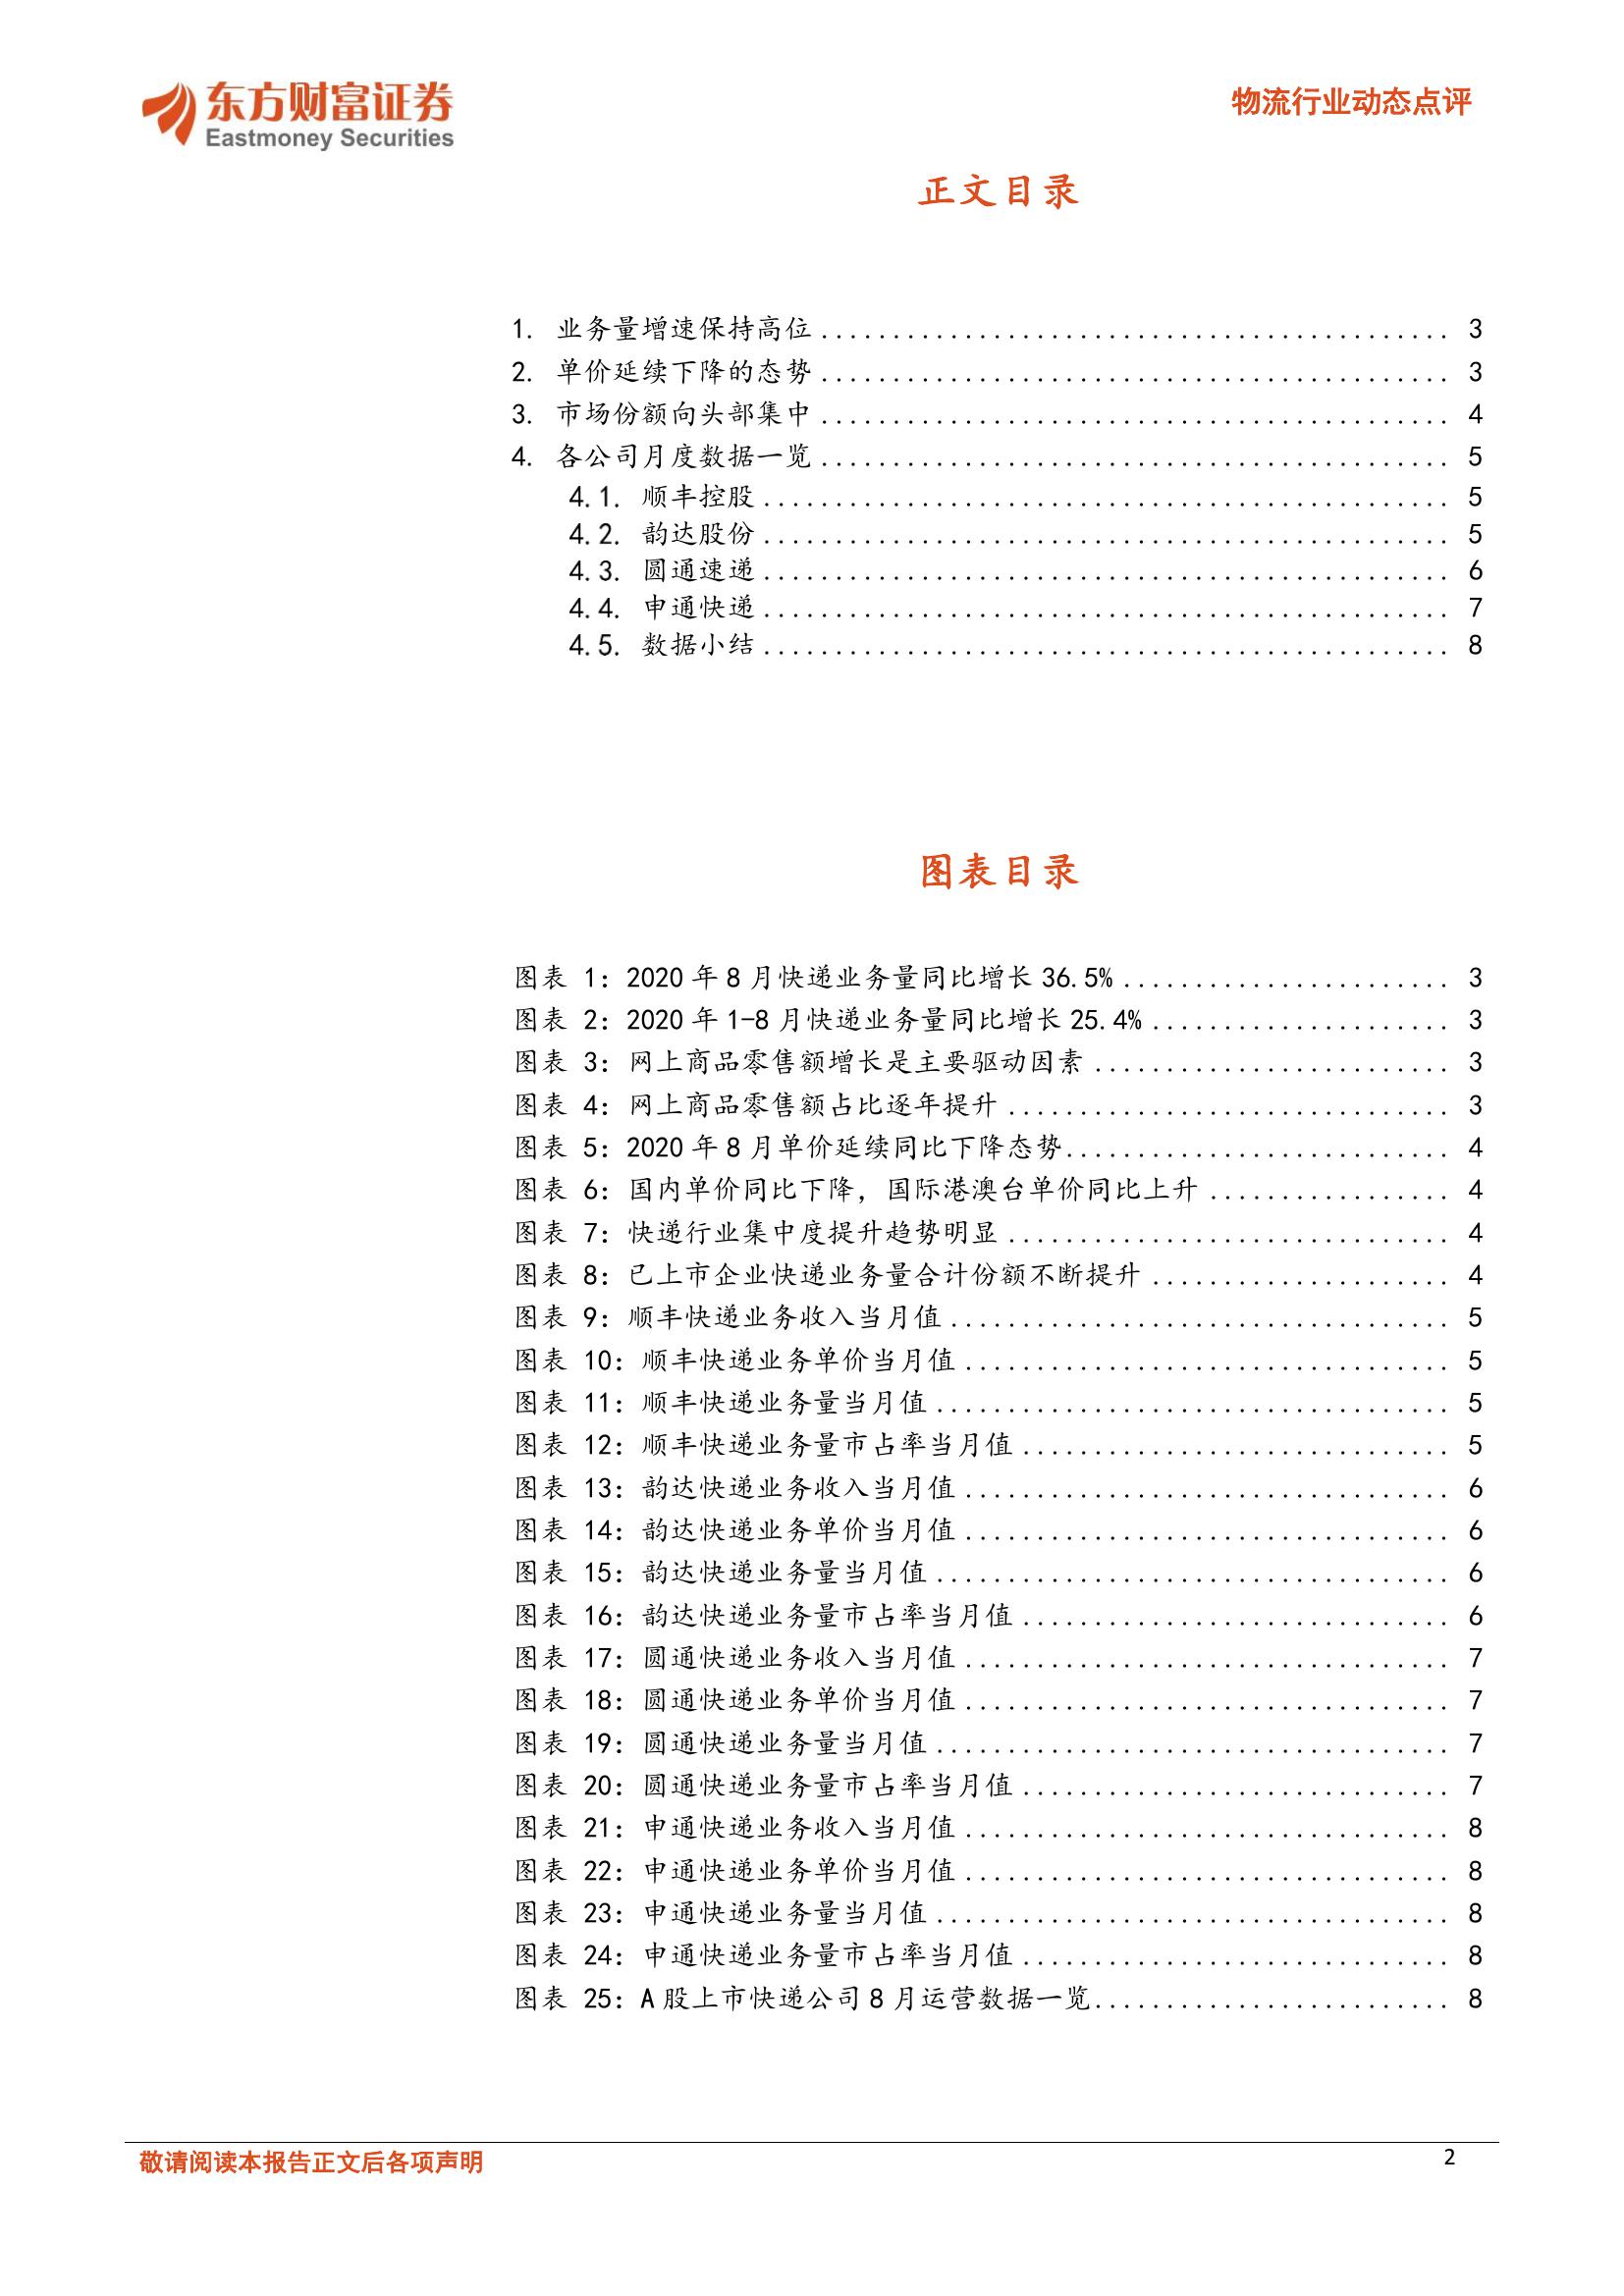 东方财富证券
Eastmoney Securities
物流行业动态点评
正文目录
1. 业务量增速保持高位............................................ 3
2. 单价延续下降的态势............................................ 3
3. 市场份额向头部集中............................................ 4
4. 各公司月度数据一览............................................ 5
4.1. 顺丰控股................................................ 5
4.2. 韵达股份................................................ 5
4.3. 圆通速递................................................ 6
4.4. 申通快递................................................ 7
4.5. 数据小结................................................ 8
图表目录
图表 1：2020 年 8 月快递业务量同比增长 36.5%....................... 3
图表 2：2020 年 1-8 月快递业务量同比增长 25.4%..................... 3
图表 3：网上商品零售额增长是主要驱动因素......................... 3
图表 4：网上商品零售额占比逐年提升............................... 3
图表 5：2020 年 8 月单价延续同比下降态势........................... 4
图表 6：国内单价同比下降，国际港澳台单价同比上升................. 4
图表 7：快递行业集中度提升趋势明显............................... 4
图表 8：已上市企业快递业务量合计份额不断提升..................... 4
图表 9：顺丰快递业务收入当月值................................... 5
图表 10：顺丰快递业务单价当月值.................................. 5
图表 11：顺丰快递业务量当月值.................................... 5
图表 12：顺丰快递业务量市占率当月值.............................. 5
图表 13：韵达快递业务收入当月值.................................. 6
图表 14：韵达快递业务单价当月值.................................. 6
图表 15：韵达快递业务量当月值.................................... 6
图表 16：韵达快递业务量市占率当月值.............................. 6
图表 17：圆通快递业务收入当月值.................................. 7
图表 18：圆通快递业务单价当月值.................................. 7
图表 19：圆通快递业务量当月值.................................... 7
图表 20：圆通快递业务量市占率当月值.............................. 7
图表 21：申通快递业务收入当月值.................................. 8
图表 22：申通快递业务单价当月值.................................. 8
图表 23：申通快递业务量当月值.................................... 8
图表 24：申通快递业务量市占率当月值.............................. 8
图表 25：A 股上市快递公司 8 月运营数据一览......................... 8
敬请阅读本报告正文后各项声明
2